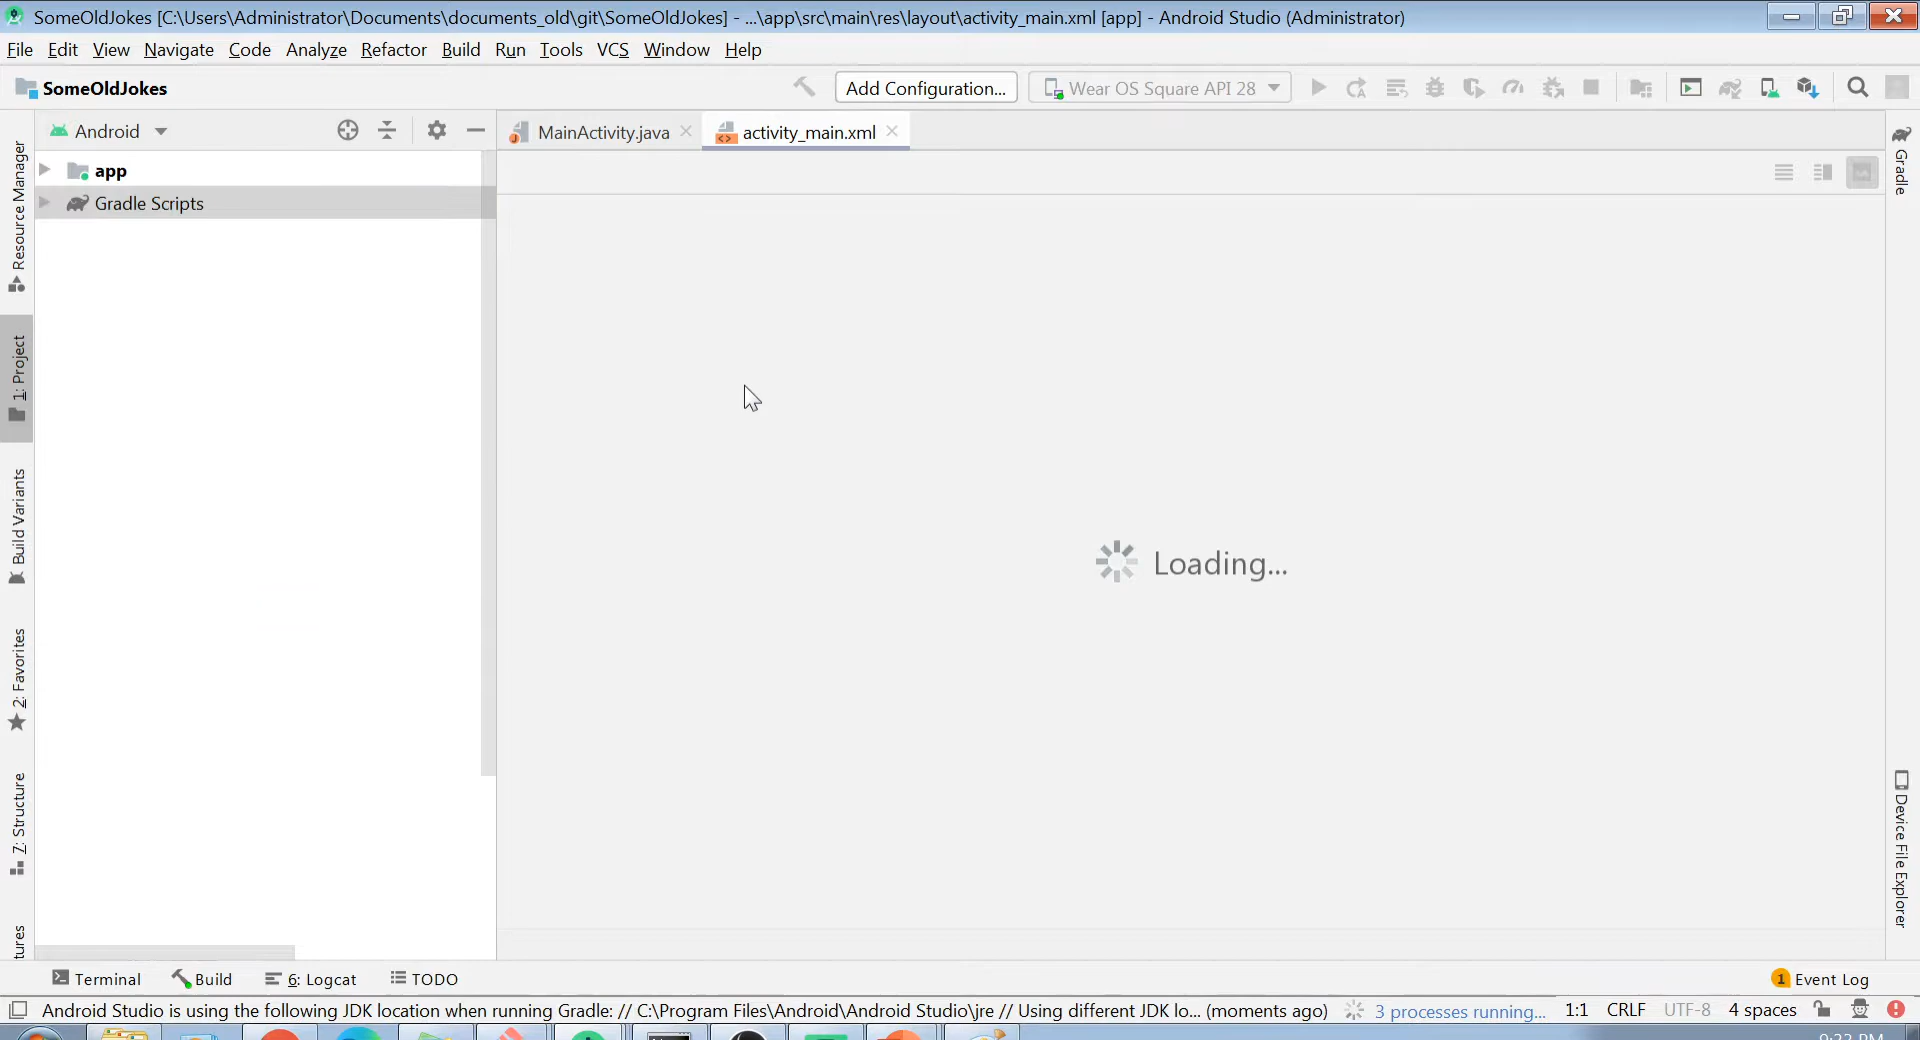 SomeOldJokes [C:\Users\Administrator\Documents\documents_old\git\SomeOldJokes] - ...\app\src\main\res\layout\activity_main.xml [app] - Android Studio (Administrator)
File Edit View Navigate Code Analyze Refactor Build Run Tools VCS Window Help
SomeOldJokes
Add Configuration...
Wear OS Square API 28
Android
MainActivity.java
activity_main.xml
app
Gradle Scripts
Resource Manager
1: Project
Build Variants
2: Favorites
7: Structure
tures
Loading...
Gradle
Device File Explorer
Terminal
Build
6: Logcat
TODO
1 Event Log
Android Studio is using the following JDK location when running Gradle: // C:\Program Files\Android\Android Studio\jre // Using different JDK lo... (moments ago)
3 processes running...
1:1 CRLF UTF-8 4 spaces